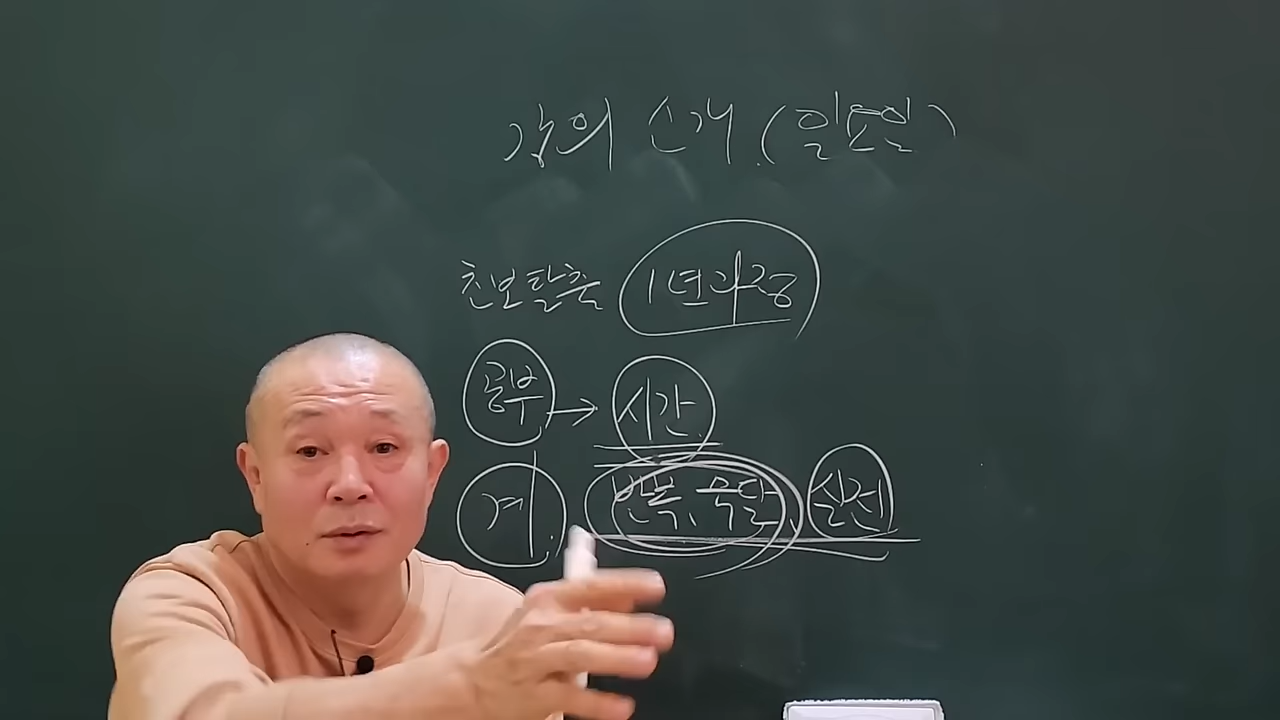 강의 소개 (일요일)
초보탈출 1년과정
공부 → 시간
반복, 숙달, 실전